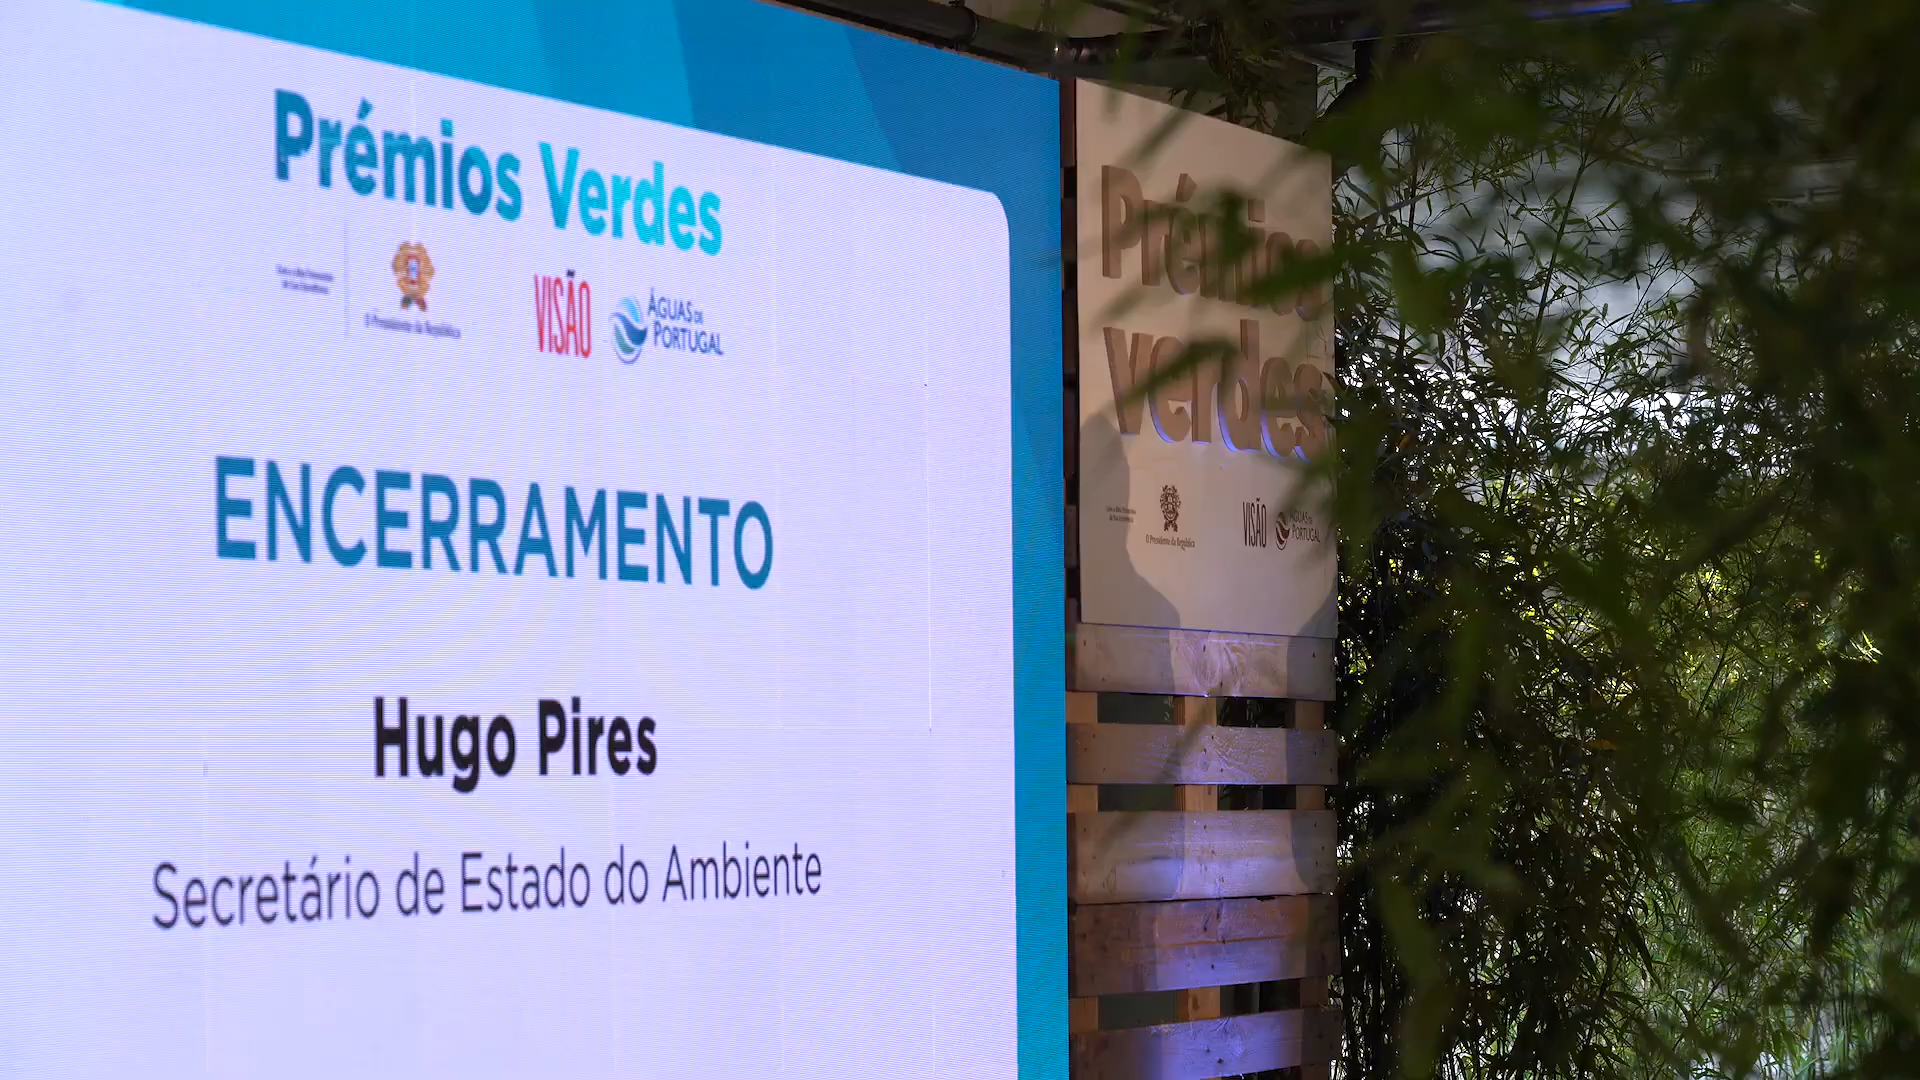 Prémios Verdes
O Presidente da República
VISÃO
ÁGUAS DE
PORTUGAL
ENCERRAMENTO
Hugo Pires
Secretário de Estado do Ambiente
Prémios
verdes
O Presidente da República
VISÃO
ÁGUAS DE
PORTUGAL